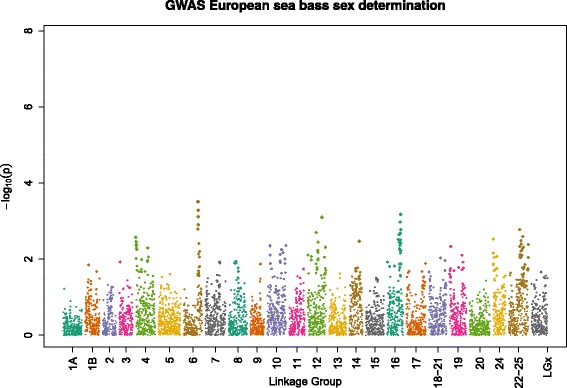 GWAS European sea bass sex determination
8
6
4
2
0
−log10(p)
1A 1B 2 3 4 5 6 7 8 9 10 11 12 13 14 15 16 17 18−21 19 20 24 22−25 LGx
Linkage Group